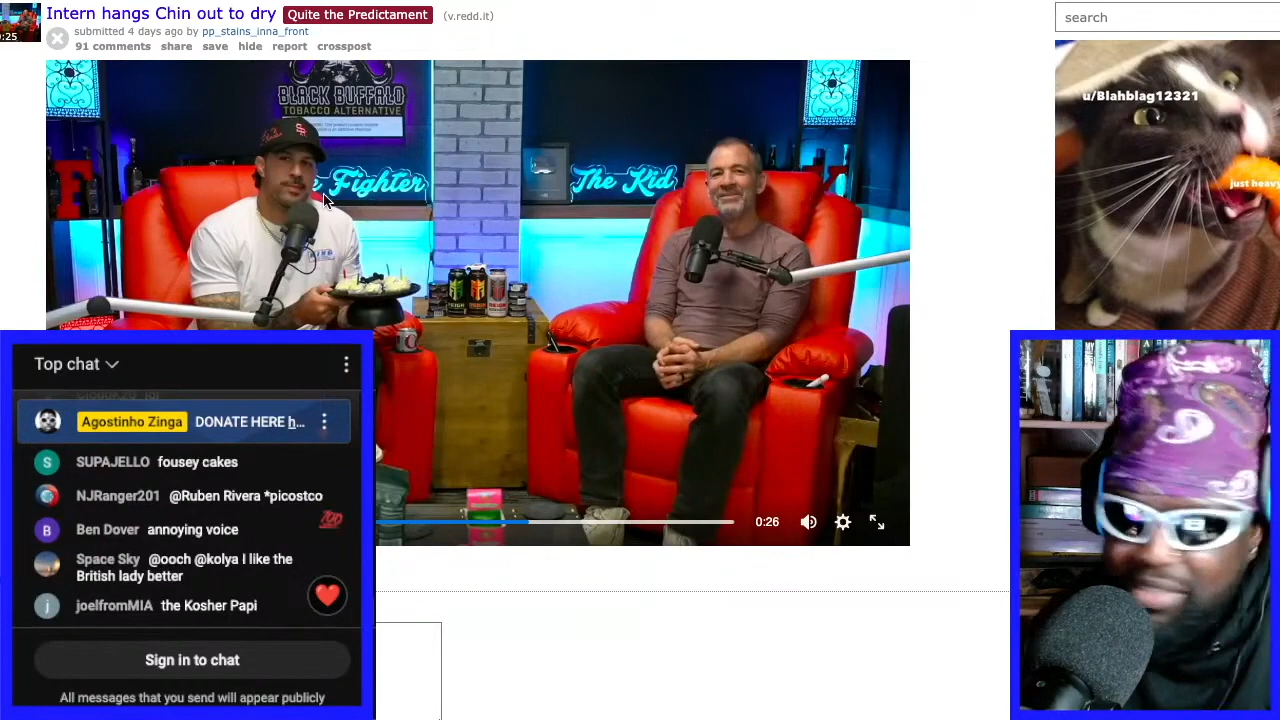 Intern hangs Chin out to dry Quite the Predictament (v.redd.it)
:25
submitted 4 days ago by pp_stains_inna_front
91 comments share save hide report crosspost
search
BLACK BUFFALO
TOBACCO ALTERNATIVE
e Fighter
The Kid
u/Blahblag12321
just heavy
0:26
Top chat
Agostinho Zinga DONATE HERE h...
SUPAJELLO fousey cakes
NJRanger201 @Ruben Rivera *picostco
Ben Dover annoying voice
Space Sky @ooch @kolya I like the
British lady better
joelfromMIA the Kosher Papi
Sign in to chat
All messages that you send will appear publicly